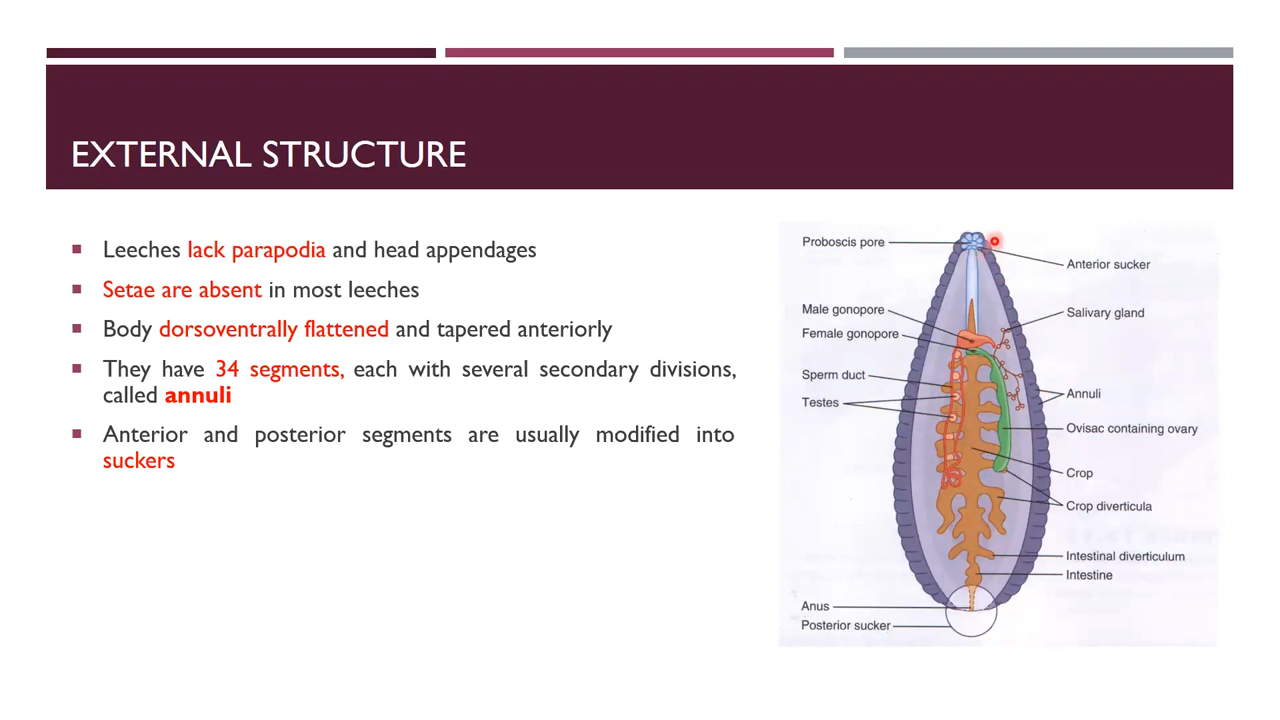 EXTERNAL STRUCTURE
Leeches lack parapodia and head appendages
Setae are absent in most leeches
Body dorsoventrally flattened and tapered anteriorly
They have 34 segments, each with several secondary divisions,
called annuli
Anterior and posterior segments are usually modified into
suckers
Proboscis pore
Anterior sucker
Male gonopore
Salivary gland
Female gonopore
Sperm duct
Annuli
Testes
Ovisac containing ovary
Crop
Crop diverticula
Intestinal diverticulum
Intestine
Anus
Posterior sucker